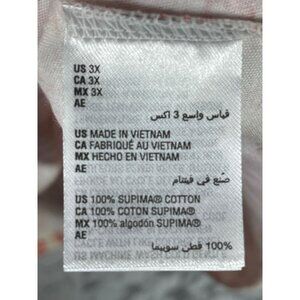 US 3X
CA 3X
MX 3X
AE
قياس واسع 3 اكس
US MADE IN VIETNAM
CA FABRIQUÉ AU VIETNAM
MX HECHO EN VIETNAM
AE
صنع في فيتنام
US 100% SUPIMA® COTTON
CA 100% COTON SUPIMA®
MX 100% algodón SUPIMA®
AE
100% قطن سوبيما